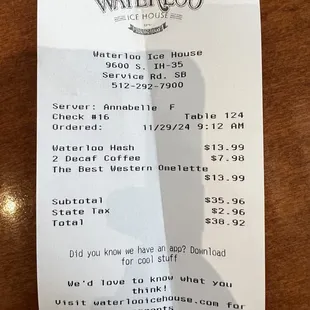 WATERLOO
ICE HOUSE
Waterloo Ice House
9600 S. IH-35
Service Rd. SB
512-292-7900
Server: Annabelle F
Check #16 Table 124
Ordered: 11/29/24 9:12 AM
Waterloo Hash $13.99
2 Decaf Coffee $7.98
The Best Western Omelette
$13.99
Subtotal $35.96
State Tax $2.96
Total $38.92
Did you know we have an app? Download
for cool stuff
We'd love to know what you
think!
Visit waterlooicehouse.com for